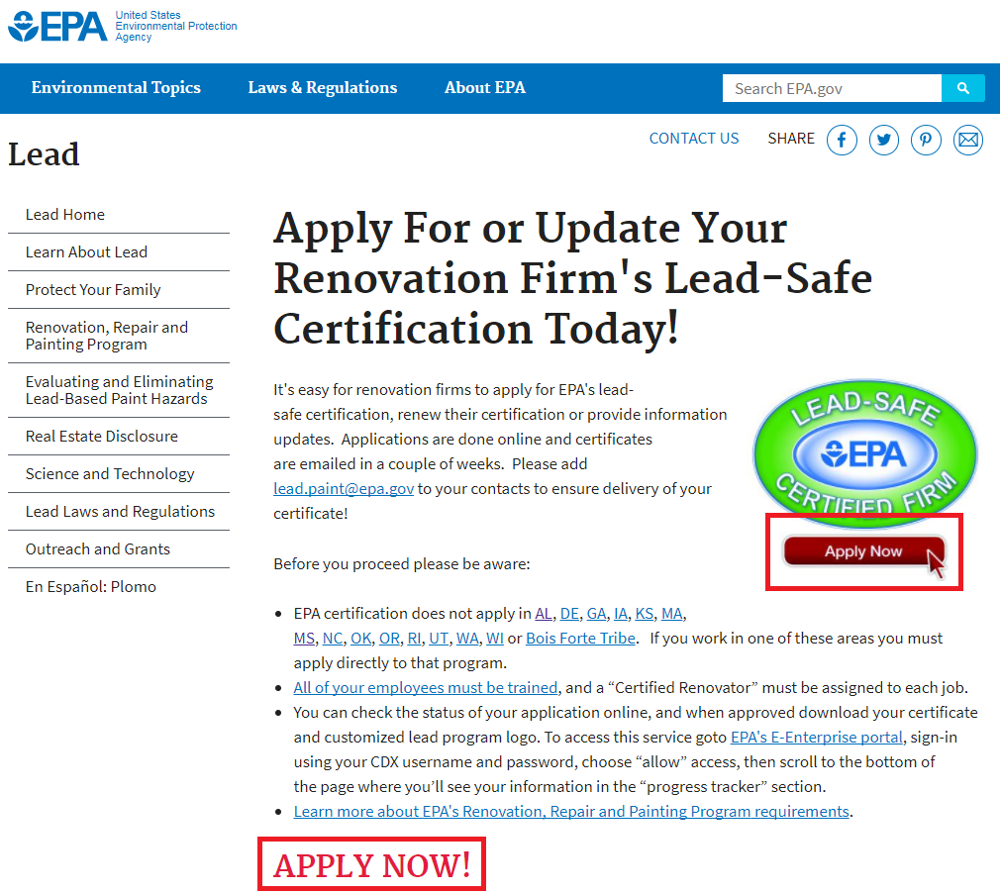 EPA
United States
Environmental Protection
Agency
Environmental Topics
Laws & Regulations
About EPA
Search EPA.gov
CONTACT US
SHARE
Lead
Lead Home
Learn About Lead
Protect Your Family
Renovation, Repair and
Painting Program
Evaluating and Eliminating
Lead-Based Paint Hazards
Real Estate Disclosure
Science and Technology
Lead Laws and Regulations
Outreach and Grants
En Español: Plomo
Apply For or Update Your
Renovation Firm's Lead-Safe
Certification Today!
It's easy for renovation firms to apply for EPA's lead-
safe certification, renew their certification or provide information
updates.  Applications are done online and certificates
are emailed in a couple of weeks.  Please add
lead.paint@epa.gov to your contacts to ensure delivery of your
certificate!
LEAD-SAFE
EPA
CERTIFIED FIRM
Apply Now
Before you proceed please be aware:
• EPA certification does not apply in AL, DE, GA, IA, KS, MA,
MS, NC, OK, OR, RI, UT, WA, WI or Bois Forte Tribe.   If you work in one of these areas you must
apply directly to that program.
• All of your employees must be trained, and a “Certified Renovator” must be assigned to each job.
• You can check the status of your application online, and when approved download your certificate
and customized lead program logo. To access this service goto EPA's E-Enterprise portal, sign-in
using your CDX username and password, choose “allow” access, then scroll to the bottom of
the page where you’ll see your information in the “progress tracker” section.
• Learn more about EPA's Renovation, Repair and Painting Program requirements.
APPLY NOW!